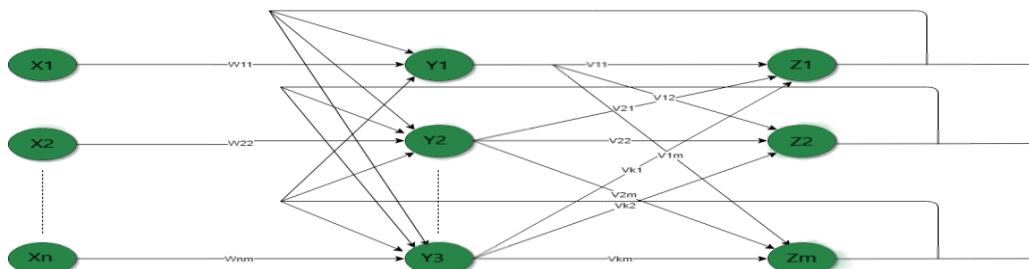 X1 W11 Y1 V11 Z1
V12
V21
X2 W22 Y2 V22 Z2
V1m
Vk1
V2m
Vk2
Xn Wnm Y3 Vkm Zm